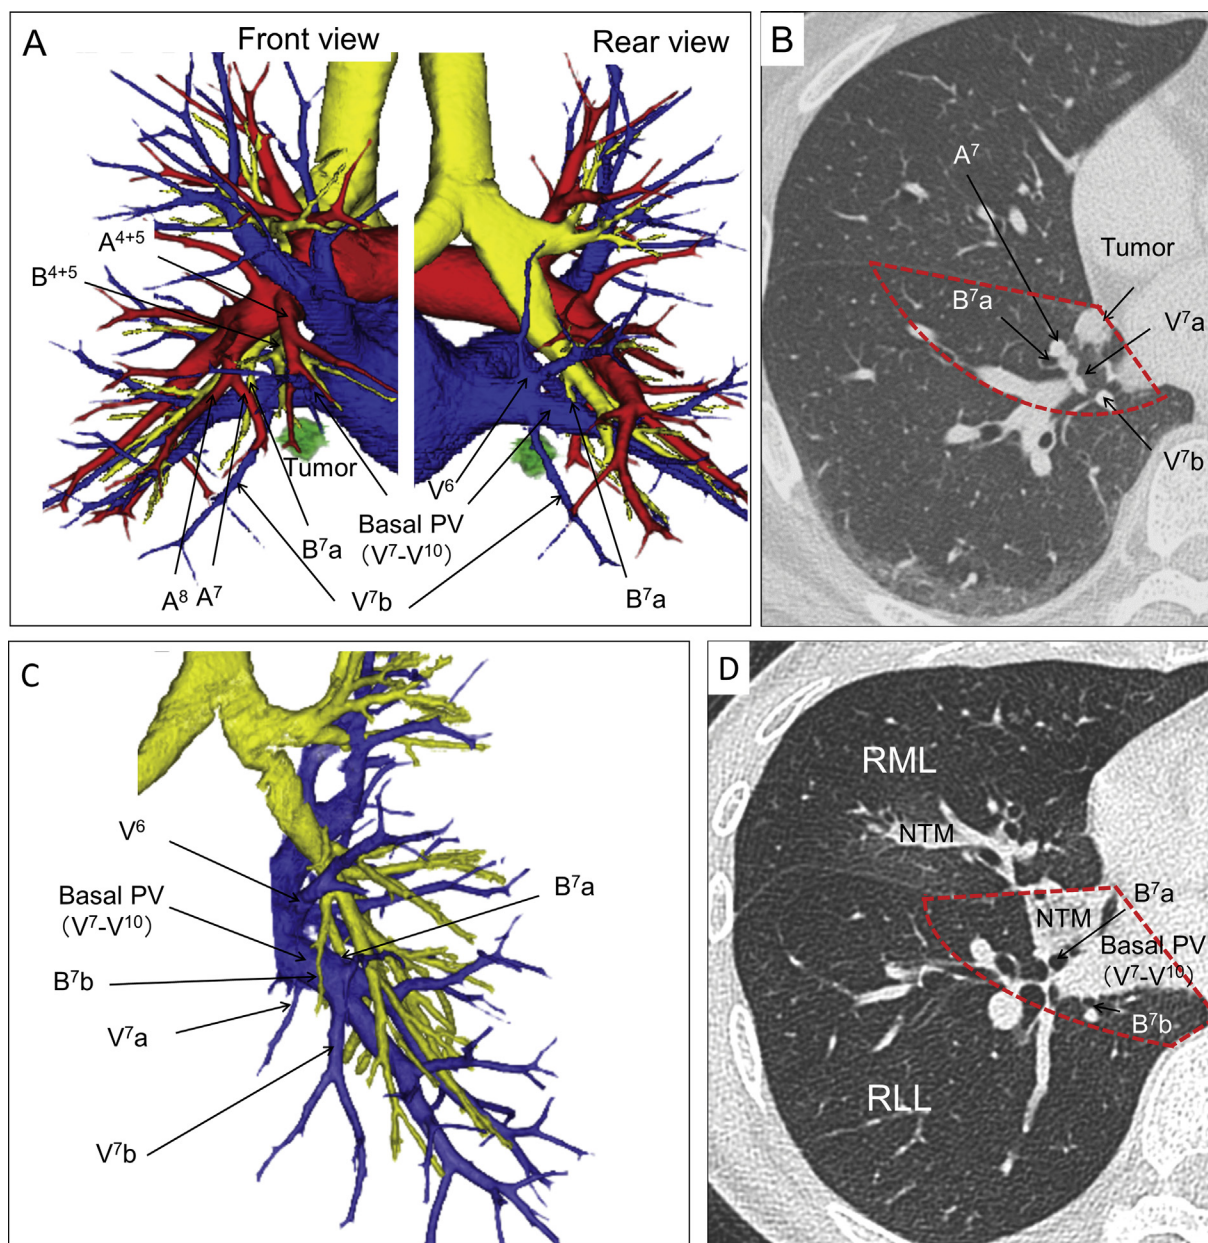 A
Front view
Rear view
A⁴⁺⁵
B⁴⁺⁵
Tumor
V⁶
Basal PV
(V⁷-V¹⁰)
B⁷a
A⁸ A⁷
V⁷b
B⁷a
B
A⁷
Tumor
B⁷a
V⁷a
V⁷b
C
V⁶
B⁷a
Basal PV
(V⁷-V¹⁰)
B⁷b
V⁷a
V⁷b
D
RML
NTM
B⁷a
NTM
Basal PV
(V⁷-V¹⁰)
B⁷b
RLL